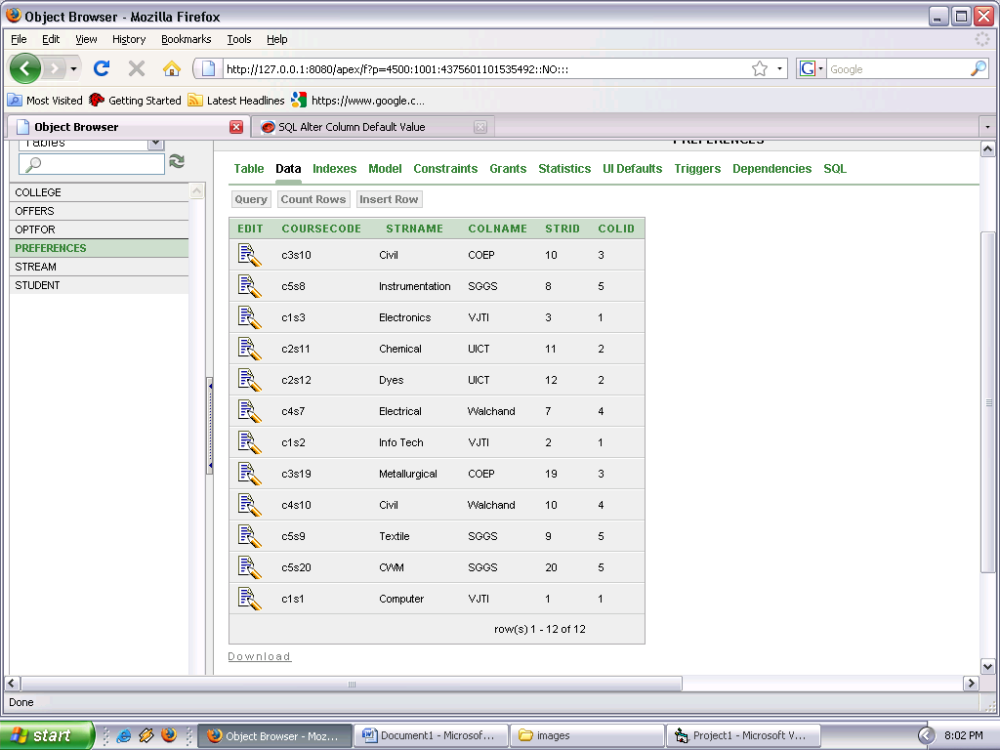 Object Browser - Mozilla Firefox
File Edit View History Bookmarks Tools Help
http://127.0.0.1:8080/apex/f?p=4500:1001:4375601101535492::NO::: G Google
Most Visited Getting Started Latest Headlines https://www.google.c...
Object Browser SQL Alter Column Default Value
Tables PREFERENCES
Table Data Indexes Model Constraints Grants Statistics UI Defaults Triggers Dependencies SQL
COLLEGE
OFFERS
OPTFOR
PREFERENCES
STREAM
STUDENT
Query Count Rows Insert Row
EDIT COURSECODE STRNAME COLNAME STRID COLID
c3s10 Civil COEP 10 3
c5s8 Instrumentation SGGS 8 5
c1s3 Electronics VJTI 3 1
c2s11 Chemical UICT 11 2
c2s12 Dyes UICT 12 2
c4s7 Electrical Walchand 7 4
c1s2 Info Tech VJTI 2 1
c3s19 Metallurgical COEP 19 3
c4s10 Civil Walchand 10 4
c5s9 Textile SGGS 9 5
c5s20 CWM SGGS 20 5
c1s1 Computer VJTI 1 1
row(s) 1 - 12 of 12
Download
Done
start Object Browser - Moz... Document1 - Microsof... images Project1 - Microsoft V... 8:02 PM